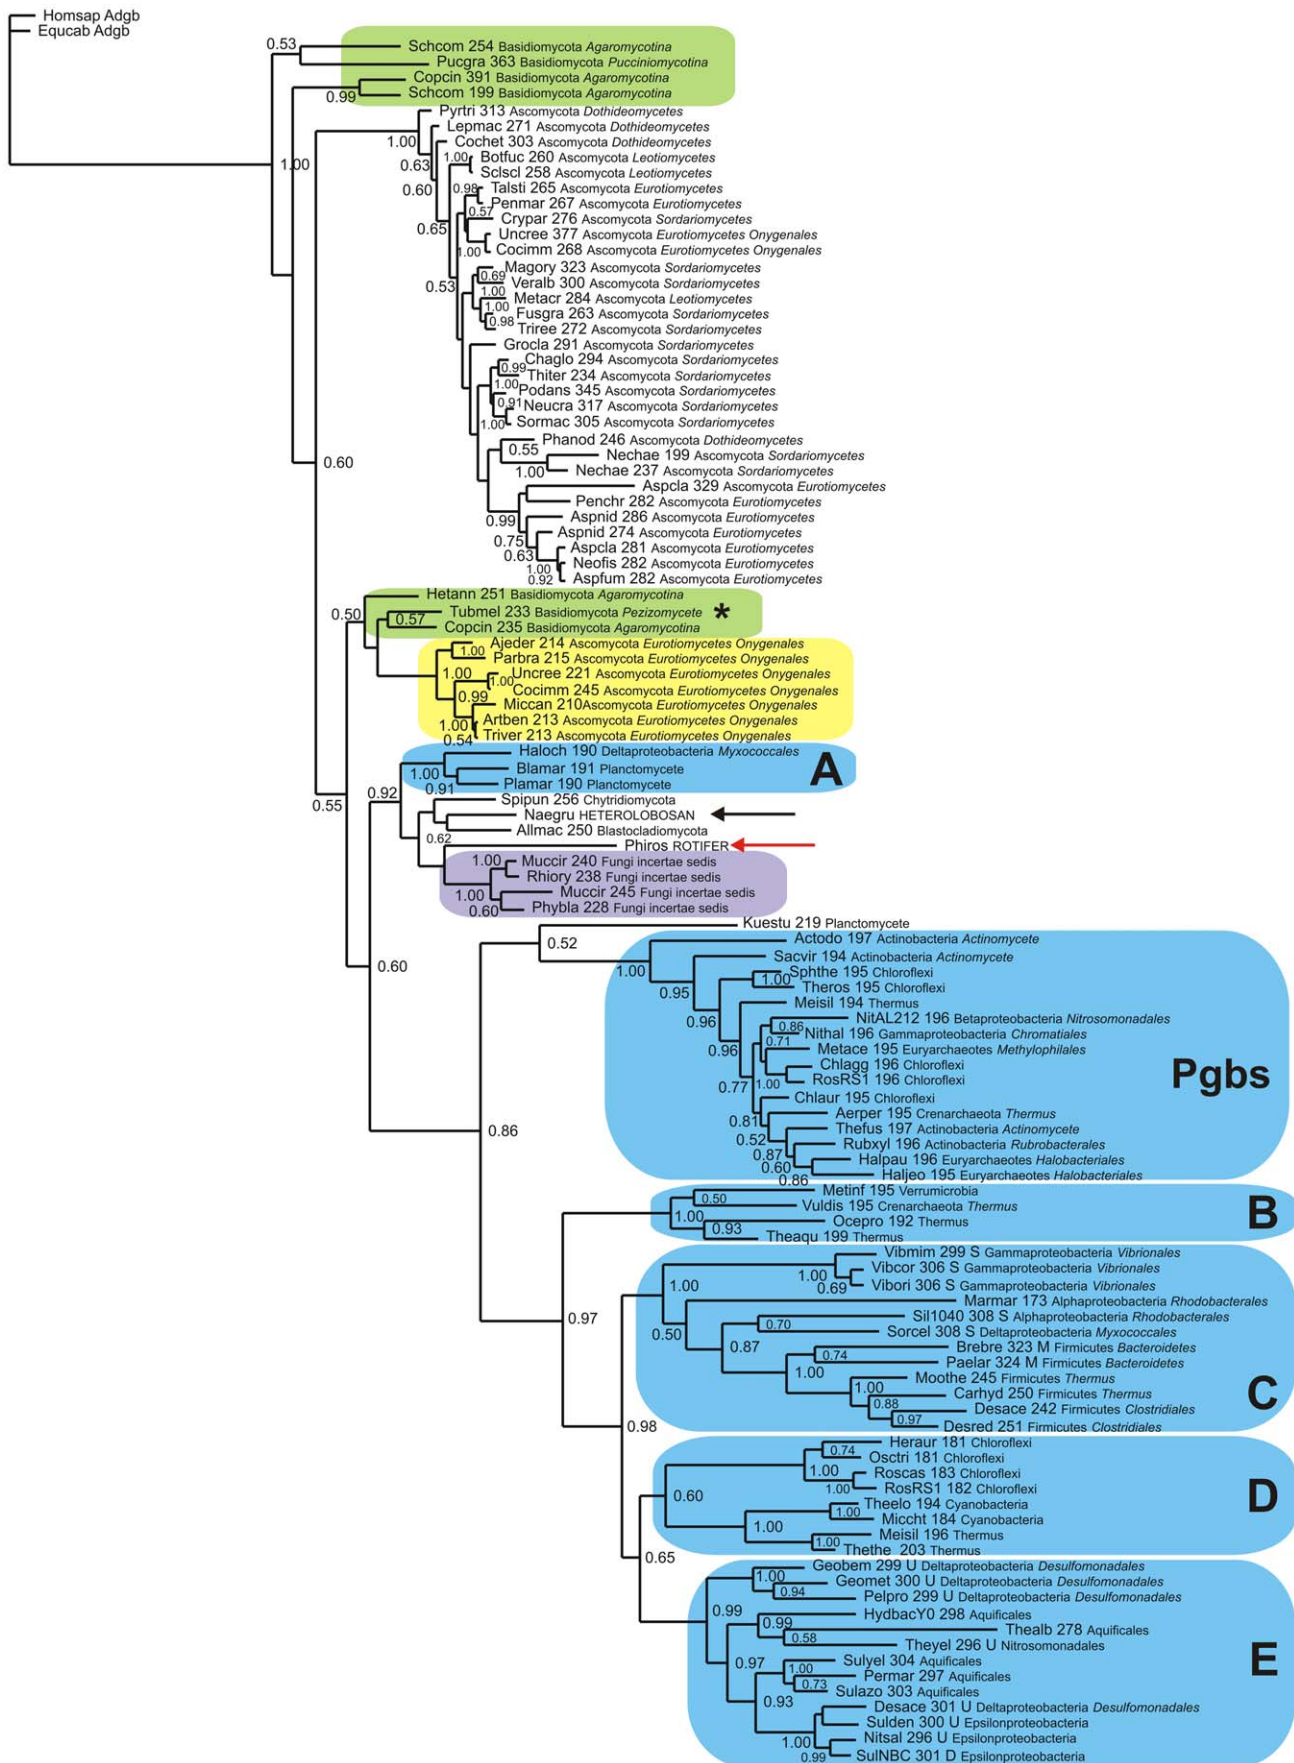 Homsap Adgb
Equcab Adgb
0.53
Schcom 254 Basidiomycota Agaromycotina
Pucgra 363 Basidiomycota Pucciniomycotina
Copcin 391 Basidiomycota Agaromycotina
0.99 Schcom 199 Basidiomycota Agaromycotina
Pyrtri 313 Ascomycota Dothideomycetes
Lepmac 271 Ascomycota Dothideomycetes
1.00 Cochet 303 Ascomycota Dothideomycetes
1.00 1.00 Botfuc 260 Ascomycota Leotiomycetes
0.63 Sclscl 258 Ascomycota Leotiomycetes
0.60 0.98 Talsti 265 Ascomycota Eurotiomycetes
Penmar 267 Ascomycota Eurotiomycetes
0.57 Crypar 276 Ascomycota Sordariomycetes
0.65 Uncree 377 Ascomycota Eurotiomycetes Onygenales
1.00 Cocimm 268 Ascomycota Eurotiomycetes Onygenales
Magory 323 Ascomycota Sordariomycetes
0.53 0.69 Veralb 300 Ascomycota Sordariomycetes
1.00 Metacr 284 Ascomycota Leotiomycetes
1.00 Fusgra 263 Ascomycota Sordariomycetes
0.98 Triree 272 Ascomycota Sordariomycetes
Grocla 291 Ascomycota Sordariomycetes
Chaglo 294 Ascomycota Sordariomycetes
0.99 Thiter 234 Ascomycota Sordariomycetes
1.00 Podans 345 Ascomycota Sordariomycetes
0.91 Neucra 317 Ascomycota Sordariomycetes
1.00 Sormac 305 Ascomycota Sordariomycetes
Phanod 246 Ascomycota Dothideomycetes
0.55 Nechae 199 Ascomycota Sordariomycetes
0.60 1.00 Nechae 237 Ascomycota Sordariomycetes
Aspcla 329 Ascomycota Eurotiomycetes
Penchr 282 Ascomycota Eurotiomycetes
0.99 Aspnid 286 Ascomycota Eurotiomycetes
0.75 Aspnid 274 Ascomycota Eurotiomycetes
0.63 Aspcla 281 Ascomycota Eurotiomycetes
1.00 Neofis 282 Ascomycota Eurotiomycetes
0.92 Aspfum 282 Ascomycota Eurotiomycetes
Hetann 251 Basidiomycota Agaromycotina
0.50 0.57 Tubmel 233 Basidiomycota Pezizomycete *
Copcin 235 Basidiomycota Agaromycotina
Ajeder 214 Ascomycota Eurotiomycetes Onygenales
1.00 Parbra 215 Ascomycota Eurotiomycetes Onygenales
1.00 1.00 Uncree 221 Ascomycota Eurotiomycetes Onygenales
0.99 Cocimm 245 Ascomycota Eurotiomycetes Onygenales
Miccan 210Ascomycota Eurotiomycetes Onygenales
1.00 Artben 213 Ascomycota Eurotiomycetes Onygenales
0.54 Triver 213 Ascomycota Eurotiomycetes Onygenales
Haloch 190 Deltaproteobacteria Myxococcales
1.00 Blamar 191 Planctomycete A
0.92 0.91 Plamar 190 Planctomycete
0.55 Spipun 256 Chytridiomycota
Naegru HETEROLOBOSAN
0.62 Allmac 250 Blastocladiomycota
Phiros ROTIFER
1.00 Muccir 240 Fungi incertae sedis
Rhiory 238 Fungi incertae sedis
1.00 Muccir 245 Fungi incertae sedis
0.60 Phybla 228 Fungi incertae sedis
Kuestu 219 Planctomycete
0.52 Actodo 197 Actinobacteria Actinomycete
Sacvir 194 Actinobacteria Actinomycete
0.60 1.00 1.00 Sphthe 195 Chloroflexi
0.95 Theros 195 Chloroflexi
Meisil 194 Thermus
0.96 NitAL212 196 Betaproteobacteria Nitrosomonadales
0.86 Nithal 196 Gammaproteobacteria Chromatiales
0.96 0.71 Metace 195 Euryarchaeotes Methylophilales
Chlagg 196 Chloroflexi
Pgbs
0.77 1.00 RosRS1 196 Chloroflexi
Chlaur 195 Chloroflexi
0.81 Aerper 195 Crenarchaeota Thermus
0.86 0.52 Thefus 197 Actinobacteria Actinomycete
0.87 Rubxyl 196 Actinobacteria Rubrobacterales
0.60 Halpau 196 Euryarchaeotes Halobacteriales
0.86 Haljeo 195 Euryarchaeotes Halobacteriales
Metinf 195 Verrumicrobia
0.50 Vuldis 195 Crenarchaeota Thermus
1.00 0.93 Ocepro 192 Thermus B
Theaqu 199 Thermus
Vibmim 299 S Gammaproteobacteria Vibrionales
1.00 1.00 Vibcor 306 S Gammaproteobacteria Vibrionales
0.69 Vibori 306 S Gammaproteobacteria Vibrionales
Marmar 173 Alphaproteobacteria Rhodobacterales
0.97 Sil1040 308 S Alphaproteobacteria Rhodobacterales
0.50 0.70 Sorcel 308 S Deltaproteobacteria Myxococcales
0.87 Brebre 323 M Firmicutes Bacteroidetes
0.74 Paelar 324 M Firmicutes Bacteroidetes
1.00 Moothe 245 Firmicutes Thermus
1.00 Carhyd 250 Firmicutes Thermus C
0.88 Desace 242 Firmicutes Clostridiales
0.98 0.97 Desred 251 Firmicutes Clostridiales
Heraur 181 Chloroflexi
0.74 Osctri 181 Chloroflexi
1.00 Roscas 183 Chloroflexi
0.60 1.00 RosRS1 182 Chloroflexi D
Theelo 194 Cyanobacteria
1.00 1.00 Miccht 184 Cyanobacteria
Meisil 196 Thermus
0.65 1.00 Thethe 203 Thermus
Geobem 299 U Deltaproteobacteria Desulfomonadales
1.00 Geomet 300 U Deltaproteobacteria Desulfomonadales
0.94 Pelpro 299 U Deltaproteobacteria Desulfomonadales
0.99 HydbacY0 298 Aquificales
0.99 Thealb 278 Aquificales
0.58 Theyel 296 U Nitrosomonadales
0.97 Sulyel 304 Aquificales
1.00 Permar 297 Aquificales E
0.73 Sulazo 303 Aquificales
0.93 Desace 301 U Deltaproteobacteria Desulfomonadales
Sulden 300 U Epsilonproteobacteria
1.00 Nitsal 296 U Epsilonproteobacteria
0.99 SulNBC 301 D Epsilonproteobacteria